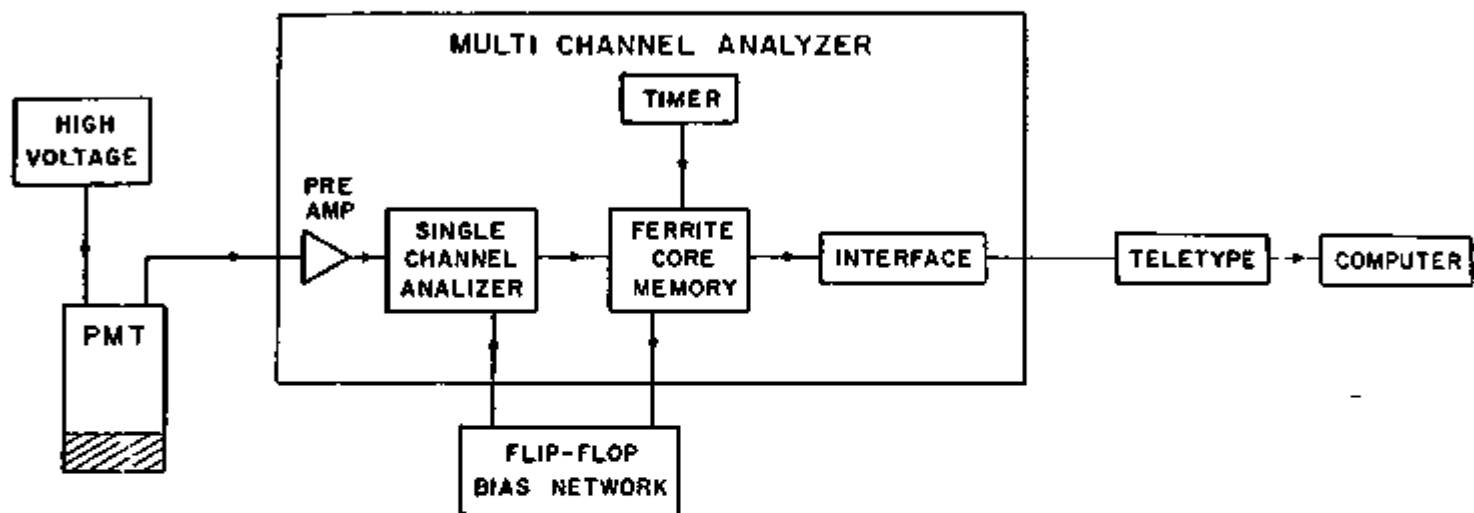 MULTI CHANNEL ANALYZER
TIMER
HIGH
VOLTAGE
PRE
AMP
SINGLE
CHANNEL
ANALIZER
FERRITE
CORE
MEMORY
INTERFACE
TELETYPE
COMPUTER
PMT
FLIP-FLOP
BIAS NETWORK